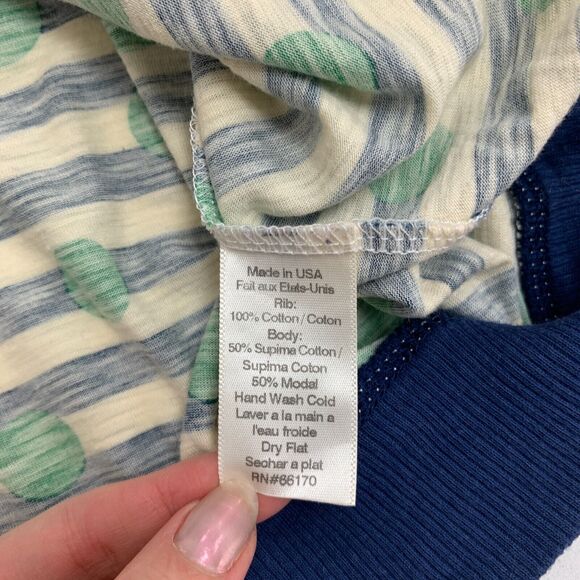 Made in USA
Fait aux Etats-Unis
Rib:
100% Cotton / Coton
Body:
50% Supima Cotton /
Supima Coton
50% Modal
Hand Wash Cold
Laver a la main a
l'eau froide
Dry Flat
Seohar a plat
RN#66170